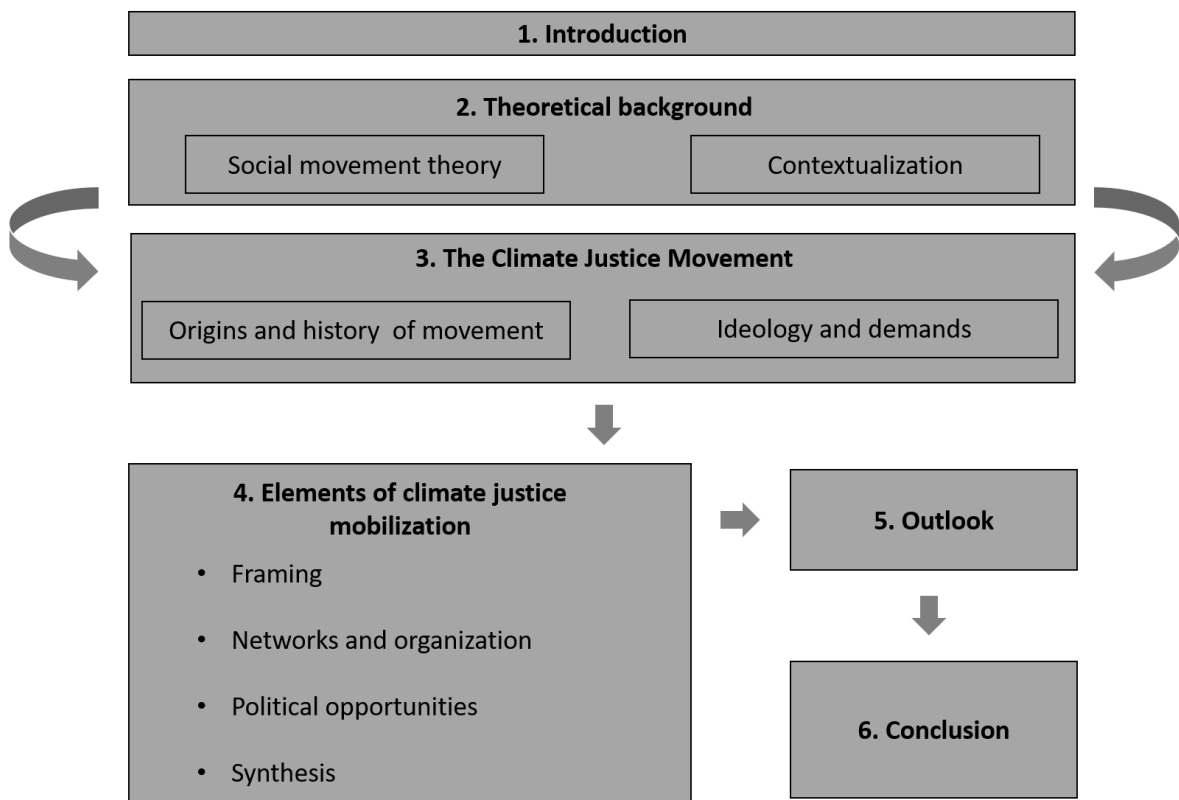 1. Introduction
2. Theoretical background
Social movement theory
Contextualization
3. The Climate Justice Movement
Origins and history  of movement
Ideology and demands
4. Elements of climate justice
mobilization
• Framing
• Networks and organization
• Political opportunities
• Synthesis
5. Outlook
6. Conclusion